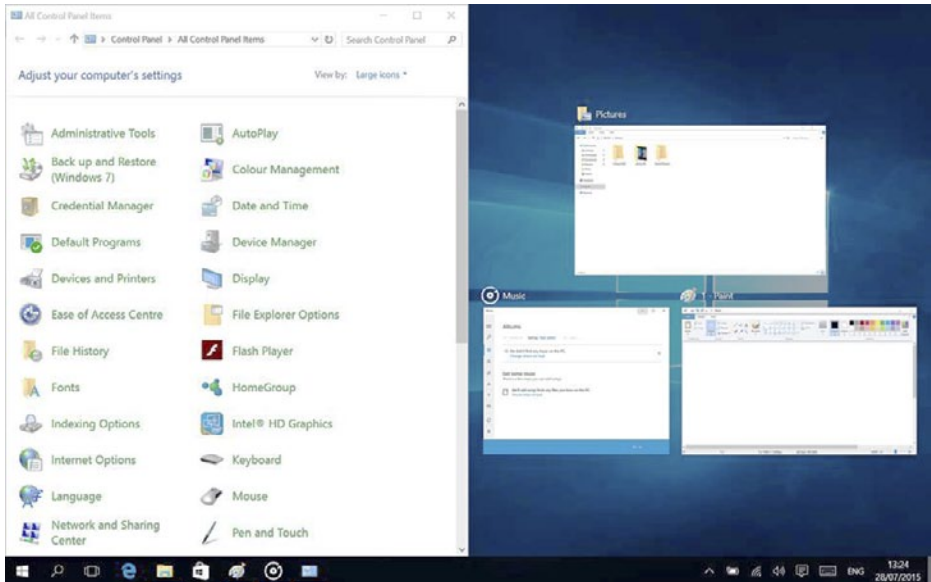 All Control Panel Items
Control Panel > All Control Panel Items
Search Control Panel
Adjust your computer's settings
View by: Large icons
Administrative Tools
AutoPlay
Back up and Restore
(Windows 7)
Colour Management
Credential Manager
Date and Time
Default Programs
Device Manager
Devices and Printers
Display
Ease of Access Centre
File Explorer Options
File History
Flash Player
Fonts
HomeGroup
Indexing Options
Intel® HD Graphics
Internet Options
Keyboard
Language
Mouse
Network and Sharing
Center
Pen and Touch
Pictures
Music
Paint
Albums
ENG
13:24
28/07/2015